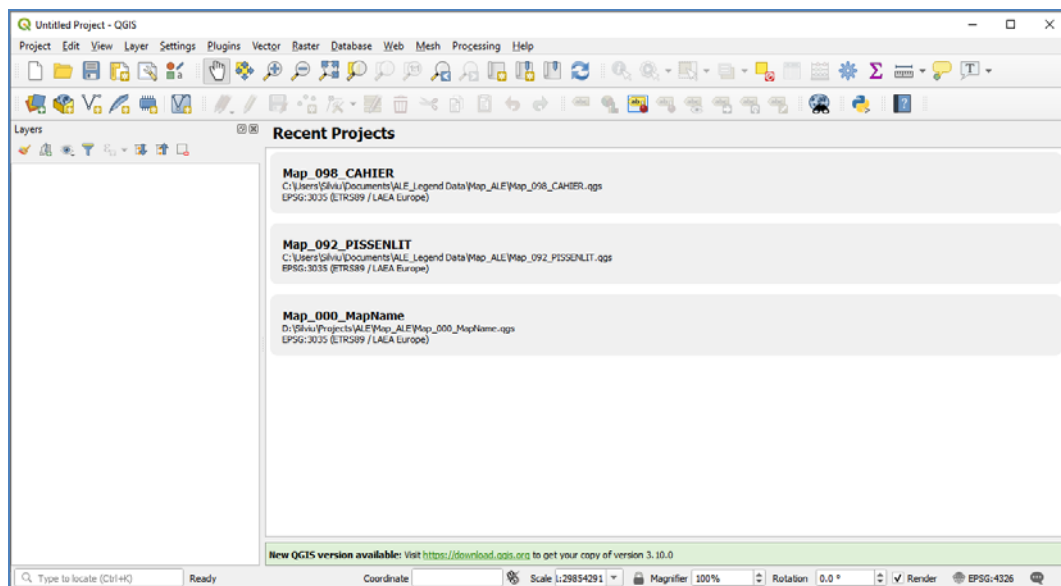 Untitled Project - QGIS
Project Edit View Layer Settings Plugins Vector Raster Database Web Mesh Processing Help
Layers
Recent Projects
Map_098_CAHIER
C:\Users\Silviu\Documents\ALE_Legend Data\Map_ALE\Map_098_CAHIER.qgs
EPSG:3035 (ETRS89 / LAEA Europe)
Map_092_PISSENLIT
C:\Users\Silviu\Documents\ALE_Legend Data\Map_ALE\Map_092_PISSENLIT.qgs
EPSG:3035 (ETRS89 / LAEA Europe)
Map_000_MapName
D:\Silviu\Projects\ALE\Map_ALE\Map_000_MapName.qgs
EPSG:3035 (ETRS89 / LAEA Europe)
New QGIS version available: Visit https://download.qgis.org to get your copy of version 3.10.0
Type to locate (Ctrl+K) Ready Coordinate Scale 1:29854291 Magnifier 100% Rotation 0.0 ° Render EPSG:4326